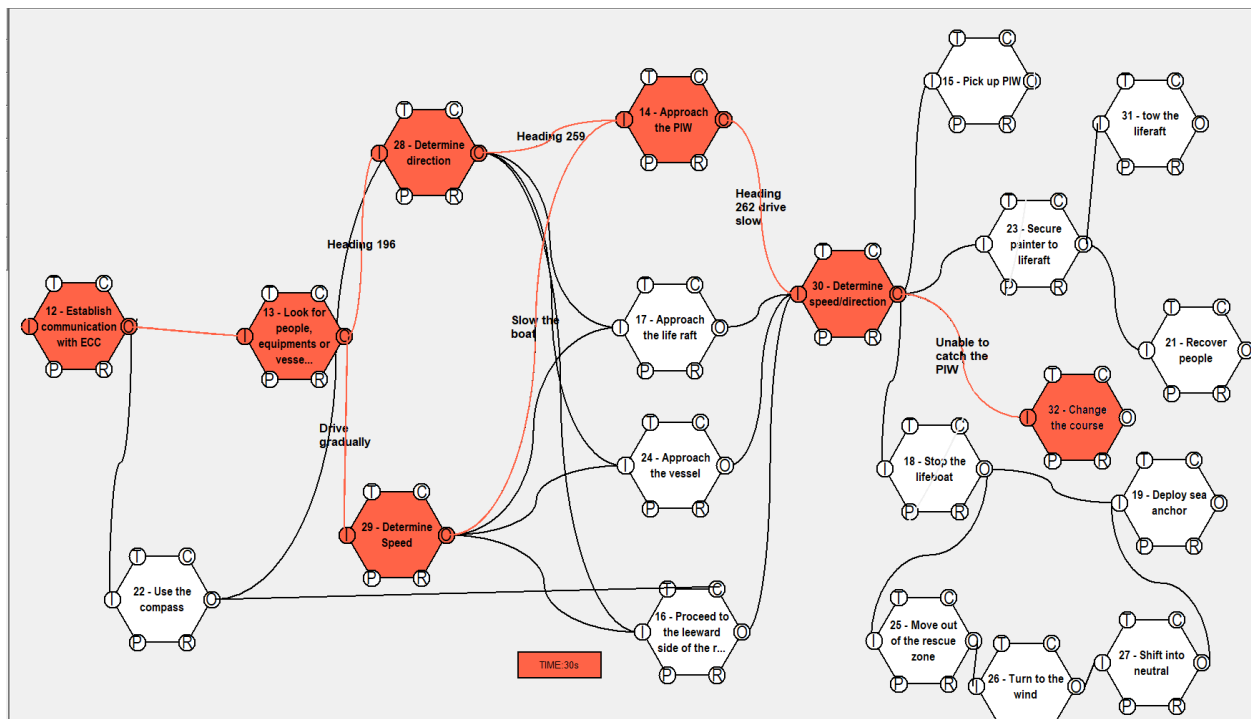 T C
I 15 - Pick up PIW O
P R
T C
I 31 - tow the
liferaft O
P R
T C
I 14 - Approach
the PIW O
P R
T C
I 28 - Determine
direction O
P R
Heading 259
Heading
262 drive
slow
T C
I 23 - Secure
painter to
liferaft O
P R
Heading 196
T C
I 12 - Establish
communication
with ECC O
P R
T C
I 13 - Look for
people,
equipments or
vesse... O
P R
Slow the
boat
T C
I 17 - Approach
the life raft O
P R
T C
I 30 - Determine
speed/direction O
P R
Unable to
catch the
PIW
T C
I 21 - Recover
people O
P R
T C
I 32 - Change
the course O
P R
Drive
gradually
T C
I 24 - Approach
the vessel O
P R
T C
I 18 - Stop the
lifeboat O
P R
T C
I 19 - Deploy sea
anchor O
P R
T C
I 29 - Determine
Speed O
P R
T C
I 22 - Use the
compass O
P R
T C
I 16 - Proceed to
the leeward
side of the r... O
P R
TIME:30s
T C
I 25 - Move out
of the rescue
zone O
P R
T C
I 26 - Turn to the
wind O
T C
I 27 - Shift into
neutral O
P R